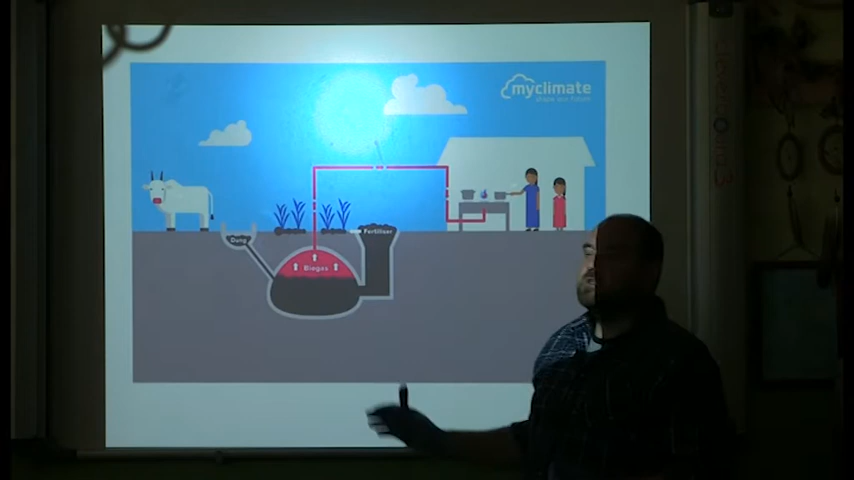 myclimate
shape our future
Dung
Fertiliser
Biogas